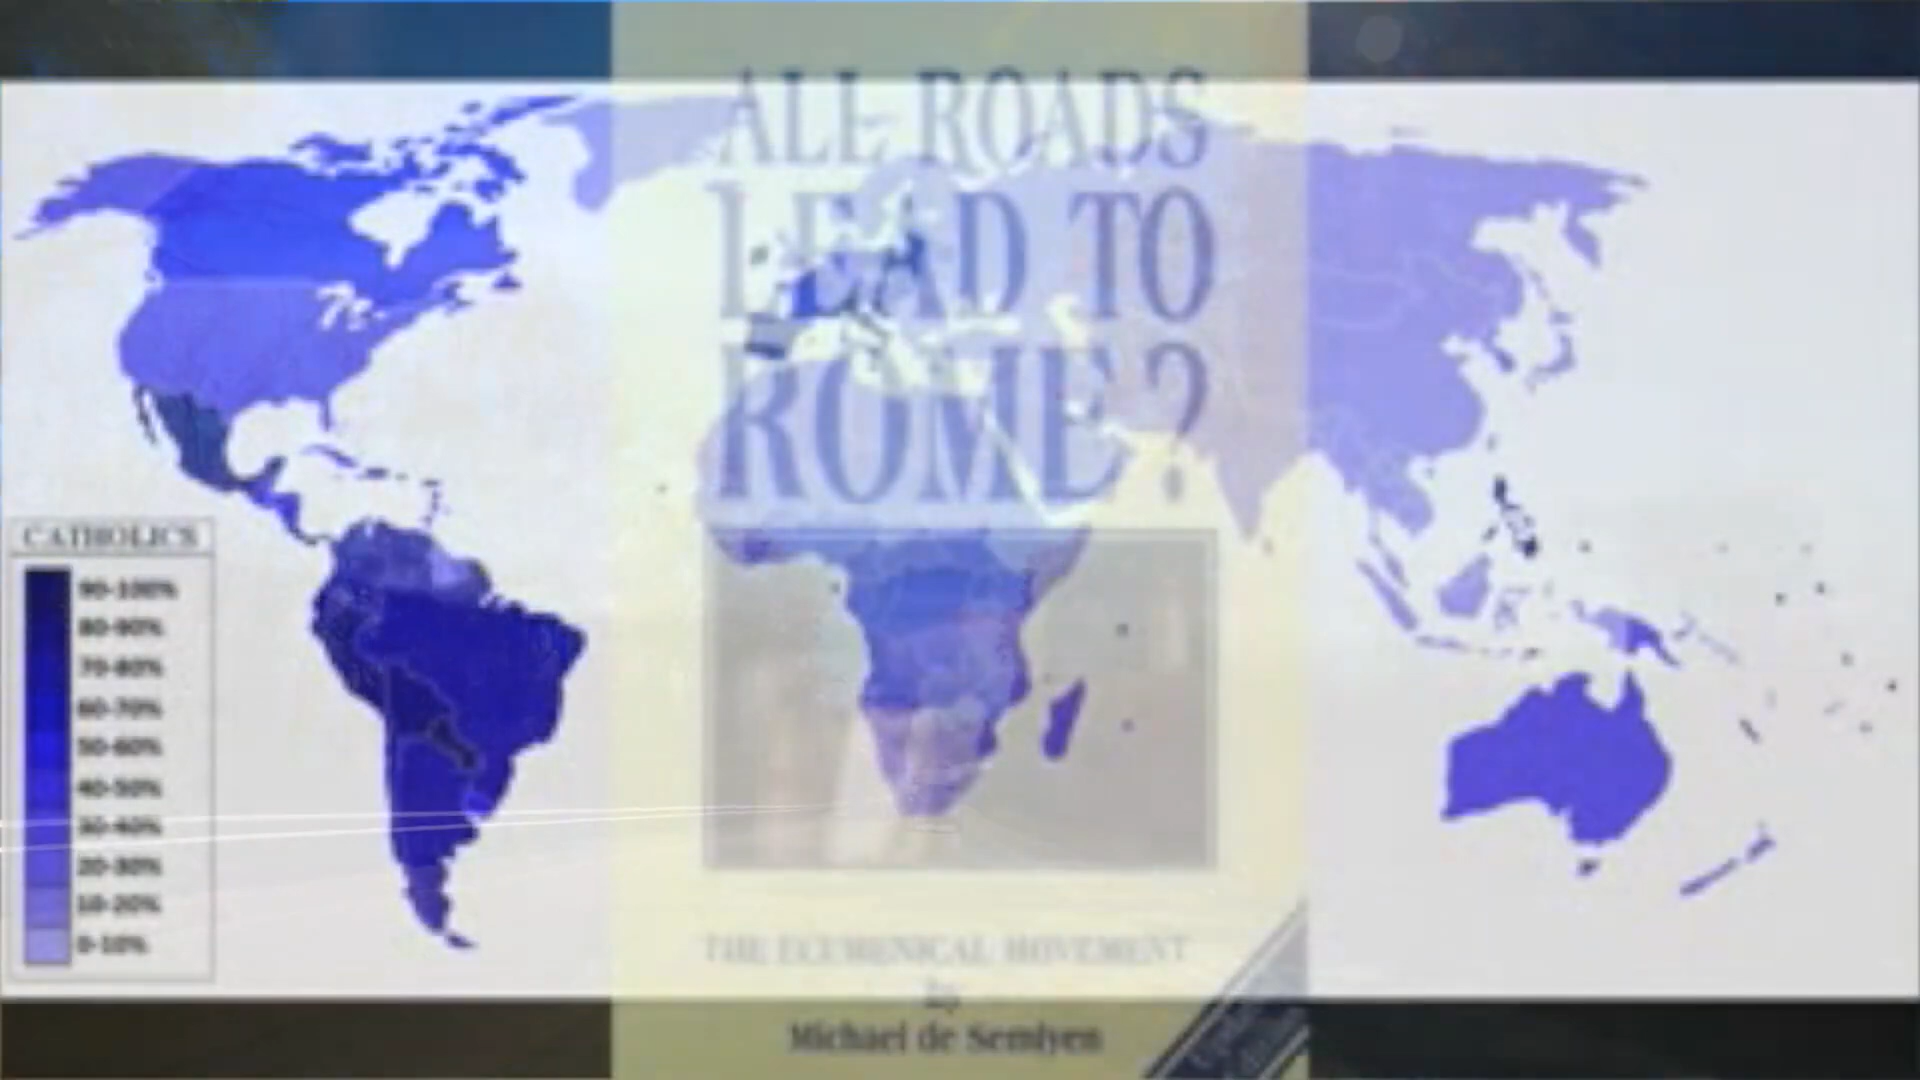 ALL ROADS
LEAD TO
ROME?
CATHOLICS
90-100%
80-90%
70-80%
60-70%
50-60%
40-50%
30-40%
20-30%
10-20%
0-10%
THE ECUMENICAL MOVEMENT
by
Michael de Semlyen